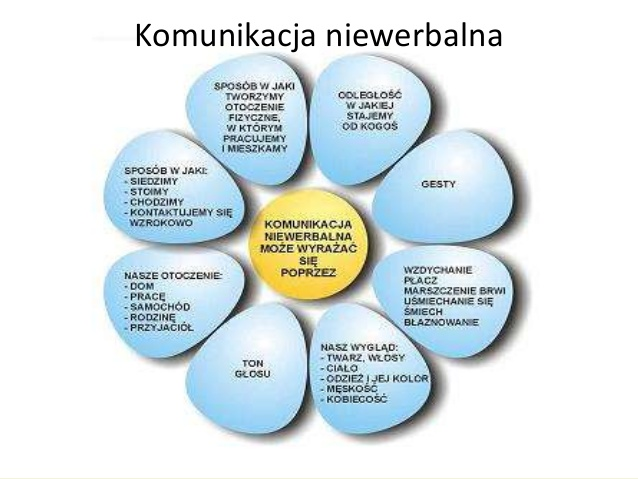 Komunikacja niewerbalna
SPOSÓB W JAKI
TWORZYMY
OTOCZENIE
FIZYCZNE,
W KTÓRYM
PRACUJEMY
I MIESZKAMY
ODLEGŁOŚĆ
W JAKIEJ
STAJEMY
OD KOGOŚ
GESTY
WZDYCHANIE
PŁACZ
MARSZCZENIE BRWI
UŚMIECHANIE SIĘ
ŚMIECH
BŁAZNOWANIE
NASZ WYGLĄD:
- TWARZ, WŁOSY
- CIAŁO
- ODZIEŻ I JEJ KOLOR
- MĘSKOŚĆ
- KOBIECOŚĆ
TON
GŁOSU
NASZE OTOCZENIE:
- DOM
- PRACĘ
- SAMOCHÓD
- RODZINĘ
- PRZYJACIÓŁ
SPOSÓB W JAKI:
- SIEDZIMY
- STOIMY
- CHODZIMY
- KONTAKTUJEMY SIĘ
WZROKOWO
KOMUNIKACJA
NIEWERBALNA
MOŻE WYRAŻAĆ
SIĘ
POPRZEZ